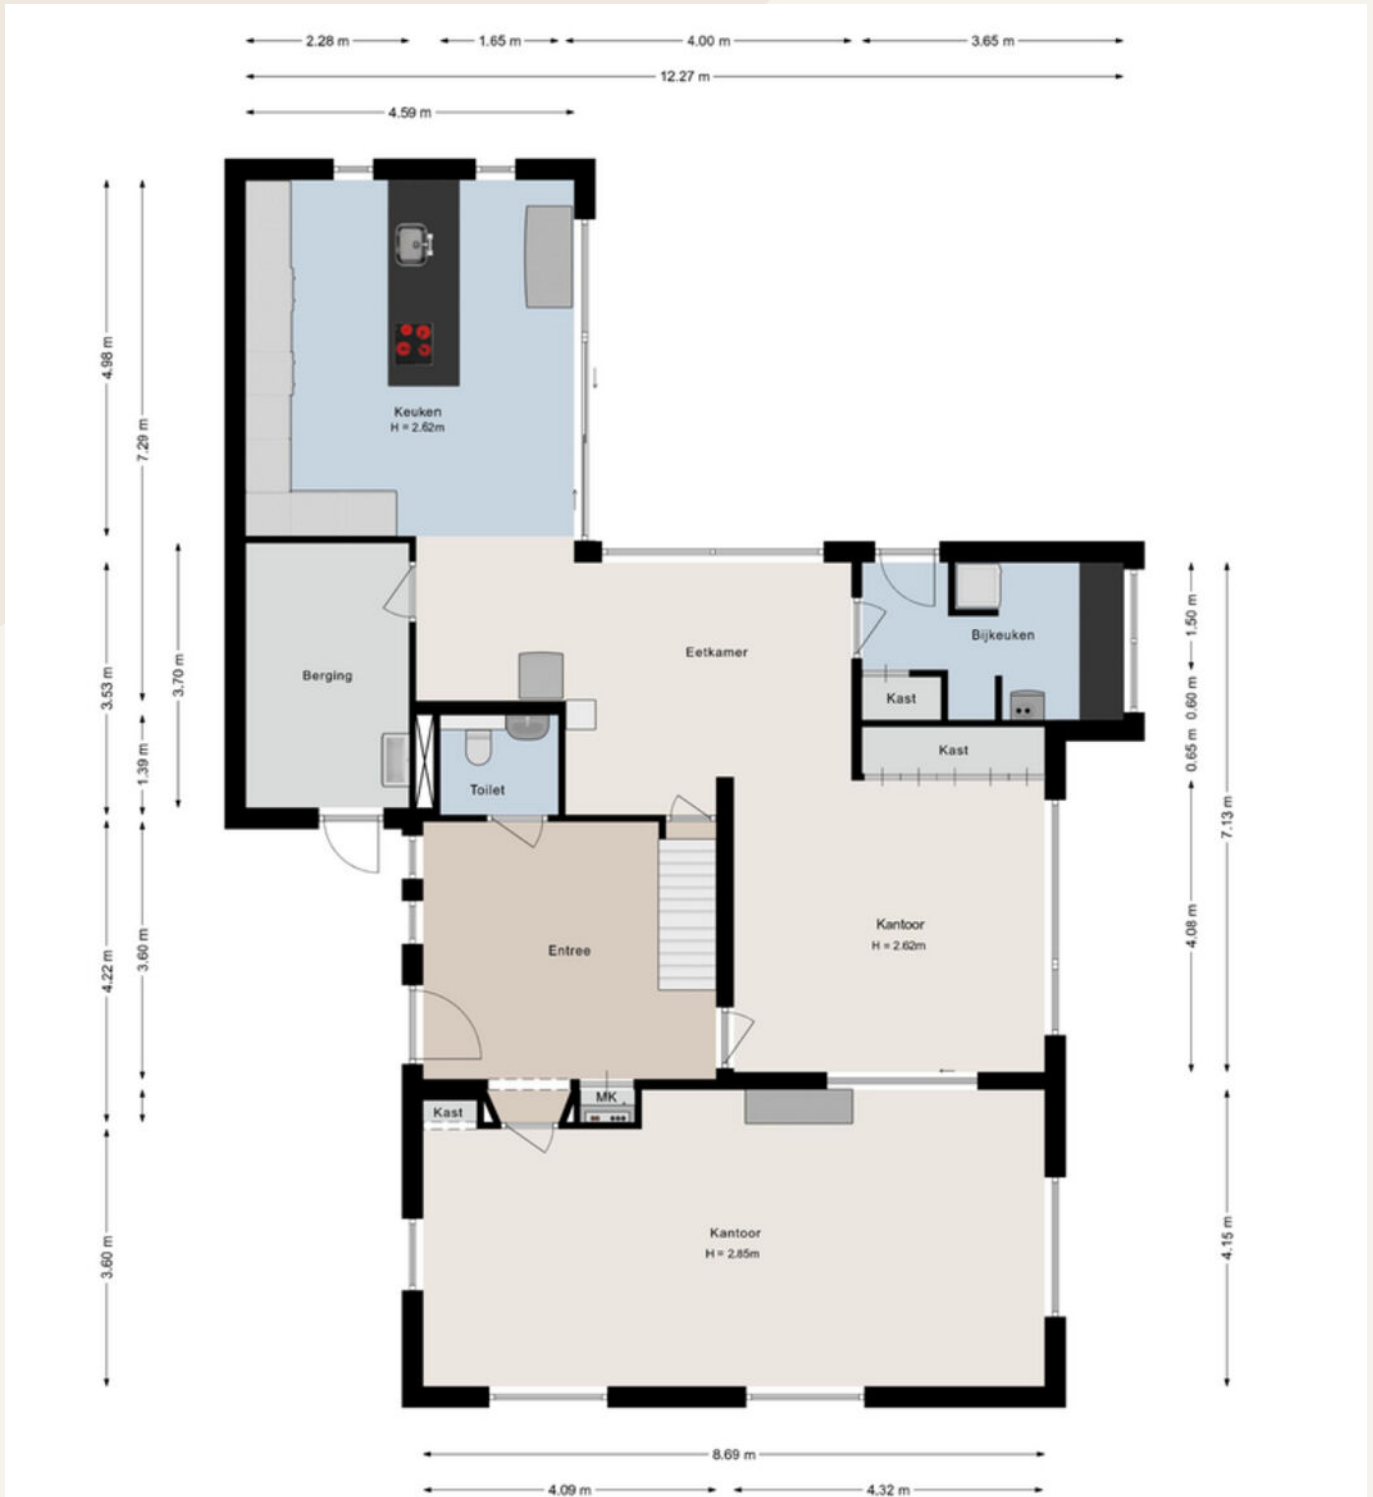 2.28 m
1.65 m
4.00 m
3.65 m
12.27 m
4.59 m
4.98 m
7.29 m
Keuken
H = 2.62m
3.53 m
3.70 m
1.39 m
Berging
Eetkamer
Bijkeuken
Kast
Kast
Toilet
1.50 m
0.60 m
0.65 m
7.13 m
4.08 m
4.22 m
3.60 m
Entree
Kantoor
H = 2.62m
Kast
MK
3.60 m
Kantoor
H = 2.85m
4.15 m
8.69 m
4.09 m
4.32 m